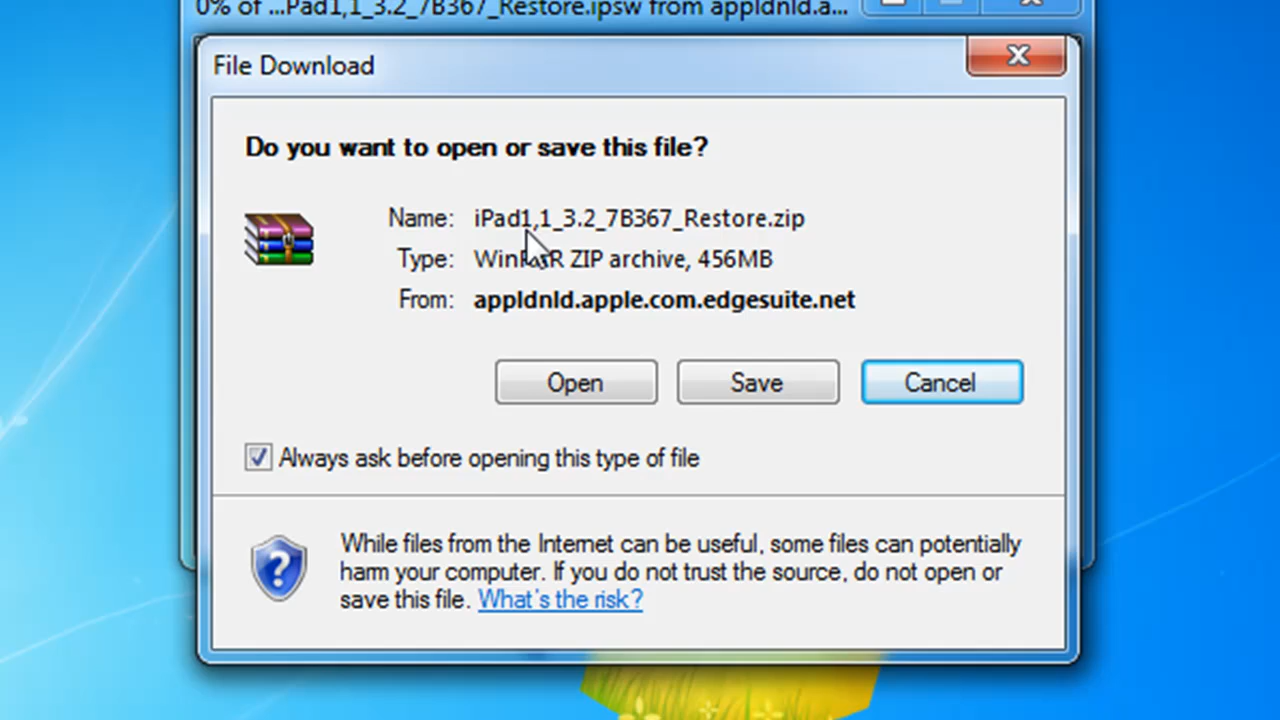 0% of ...Pad1,1_3.2_7B367_Restore.ipsw from appldnld.a...
File Download
Do you want to open or save this file?
Name: iPad1,1_3.2_7B367_Restore.zip
Type: WinRAR ZIP archive, 456MB
From: appldnld.apple.com.edgesuite.net
Open Save Cancel
Always ask before opening this type of file
While files from the Internet can be useful, some files can potentially
harm your computer. If you do not trust the source, do not open or
save this file. What's the risk?